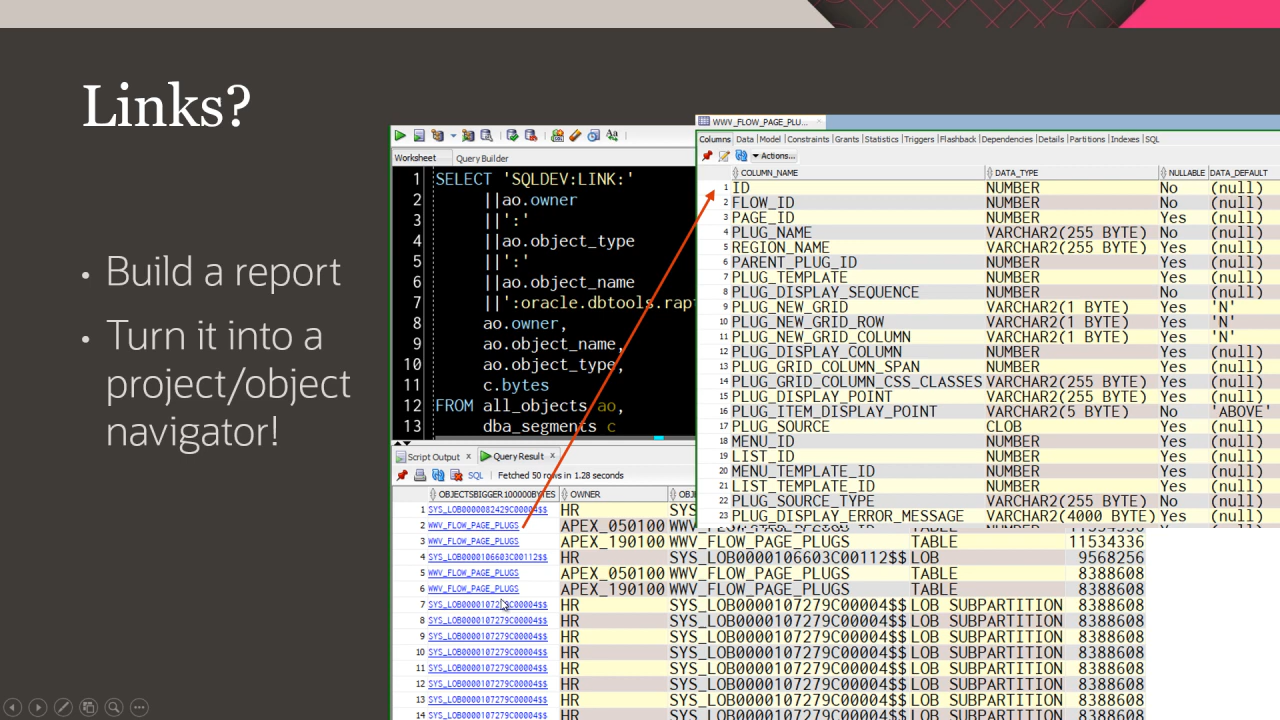 Links?
• Build a report
• Turn it into a
project/object
navigator!
Worksheet Query Builder
1 SELECT 'SQLDEV:LINK:'
2 ||ao.owner
3 ||':'
4 ||ao.object_type
5 ||':'
6 ||ao.object_name
7 ||':oracle.dbtools.rap
8 ao.owner,
9 ao.object_name,
10 ao.object_type,
11 c.bytes
12 FROM all_objects ao,
13 dba_segments c
Script Output x Query Result x
SQL | Fetched 50 rows in 1.28 seconds
OBJECTSBIGGER100000BYTES OWNER OBJ
1 SYS_LOB0000082429C00004$$ HR SYS
2 WWV_FLOW_PAGE_PLUGS APEX_050100 WWV_FLOW_PAGE_PLUGS TABLE 11534336
3 WWV_FLOW_PAGE_PLUGS APEX_190100 WWV_FLOW_PAGE_PLUGS TABLE 11534336
4 SYS_LOB0000106603C00112$$ HR SYS_LOB0000106603C00112$$ LOB 9568256
5 WWV_FLOW_PAGE_PLUGS APEX_050100 WWV_FLOW_PAGE_PLUGS TABLE 8388608
6 WWV_FLOW_PAGE_PLUGS APEX_190100 WWV_FLOW_PAGE_PLUGS TABLE 8388608
7 SYS_LOB0000107279C00004$$ HR SYS_LOB0000107279C00004$$ LOB SUBPARTITION 8388608
8 SYS_LOB0000107279C00004$$ HR SYS_LOB0000107279C00004$$ LOB SUBPARTITION 8388608
9 SYS_LOB0000107279C00004$$ HR SYS_LOB0000107279C00004$$ LOB SUBPARTITION 8388608
10 SYS_LOB0000107279C00004$$ HR SYS_LOB0000107279C00004$$ LOB SUBPARTITION 8388608
11 SYS_LOB0000107279C00004$$ HR SYS_LOB0000107279C00004$$ LOB SUBPARTITION 8388608
12 SYS_LOB0000107279C00004$$ HR SYS_LOB0000107279C00004$$ LOB SUBPARTITION 8388608
13 SYS_LOB0000107279C00004$$ HR SYS_LOB0000107279C00004$$ LOB SUBPARTITION 8388608
14 SYS_LOB0000107279C00004$$ HR SYS_LOB0000107279C00004$$ LOB SUBPARTITION 8388608
WWV_FLOW_PAGE_PLU... x
Columns Data Model Constraints Grants Statistics Triggers Flashback Dependencies Details Partitions Indexes SQL
Actions...
COLUMN_NAME DATA_TYPE NULLABLE DATA_DEFAULT
1 ID NUMBER No (null)
2 FLOW_ID NUMBER No (null)
3 PAGE_ID NUMBER Yes (null)
4 PLUG_NAME VARCHAR2(255 BYTE) No (null)
5 REGION_NAME VARCHAR2(255 BYTE) Yes (null)
6 PARENT_PLUG_ID NUMBER Yes (null)
7 PLUG_TEMPLATE NUMBER Yes (null)
8 PLUG_DISPLAY_SEQUENCE NUMBER No (null)
9 PLUG_NEW_GRID VARCHAR2(1 BYTE) Yes 'N'
10 PLUG_NEW_GRID_ROW VARCHAR2(1 BYTE) Yes 'N'
11 PLUG_NEW_GRID_COLUMN VARCHAR2(1 BYTE) Yes 'N'
12 PLUG_DISPLAY_COLUMN NUMBER Yes (null)
13 PLUG_GRID_COLUMN_SPAN NUMBER Yes (null)
14 PLUG_GRID_COLUMN_CSS_CLASSES VARCHAR2(255 BYTE) Yes (null)
15 PLUG_DISPLAY_POINT VARCHAR2(255 BYTE) Yes (null)
16 PLUG_ITEM_DISPLAY_POINT VARCHAR2(5 BYTE) No 'ABOVE'
17 PLUG_SOURCE CLOB Yes (null)
18 MENU_ID NUMBER Yes (null)
19 LIST_ID NUMBER Yes (null)
20 MENU_TEMPLATE_ID NUMBER Yes (null)
21 LIST_TEMPLATE_ID NUMBER Yes (null)
22 PLUG_SOURCE_TYPE VARCHAR2(255 BYTE) No (null)
23 PLUG_DISPLAY_ERROR_MESSAGE VARCHAR2(4000 BYTE) Yes (null)